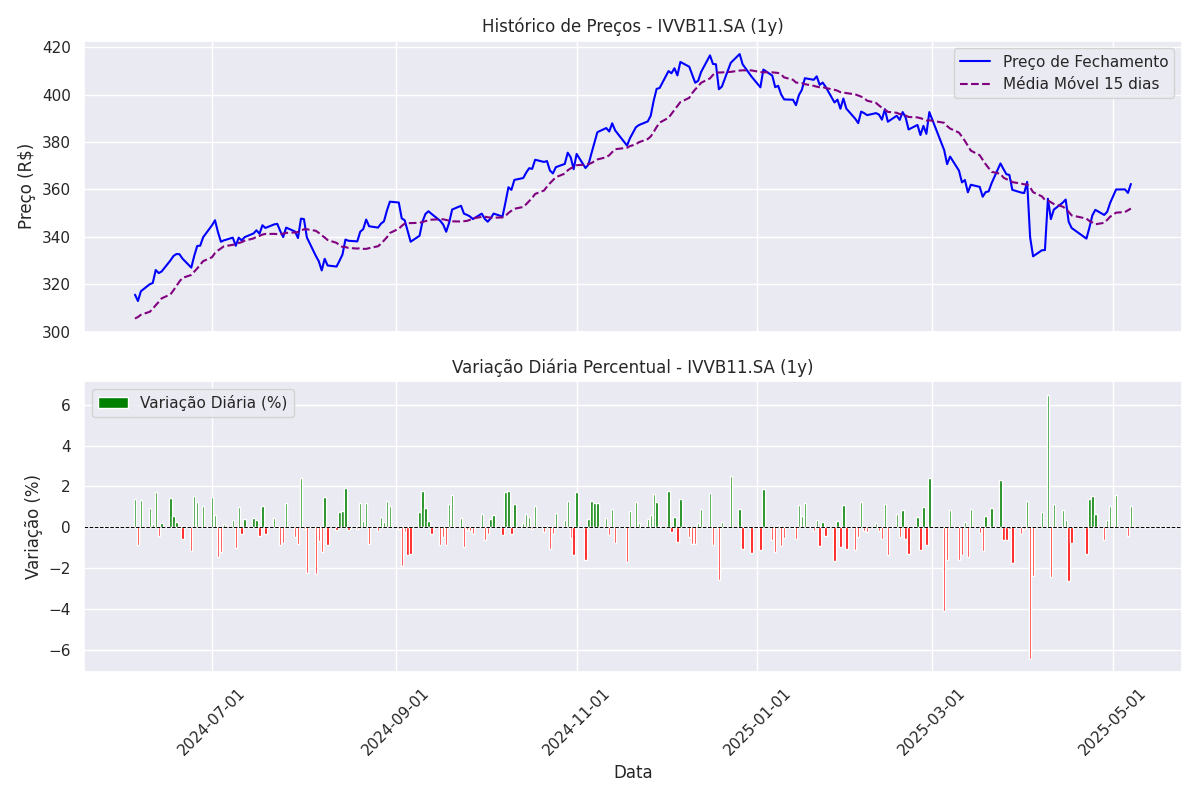 Histórico de Preços - IVVB11.SA (1y)
Preço (R$)
420
400
380
360
340
320
300
Preço de Fechamento
Média Móvel 15 dias
Variação Diária Percentual - IVVB11.SA (1y)
Variação (%)
6
4
2
0
−2
−4
−6
Variação Diária (%)
2024-07-01
2024-09-01
2024-11-01
2025-01-01
2025-03-01
2025-05-01
Data